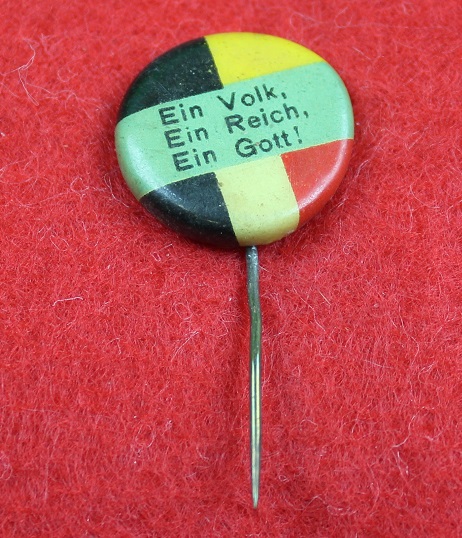 Ein Volk,
Ein Reich,
Ein Gott!